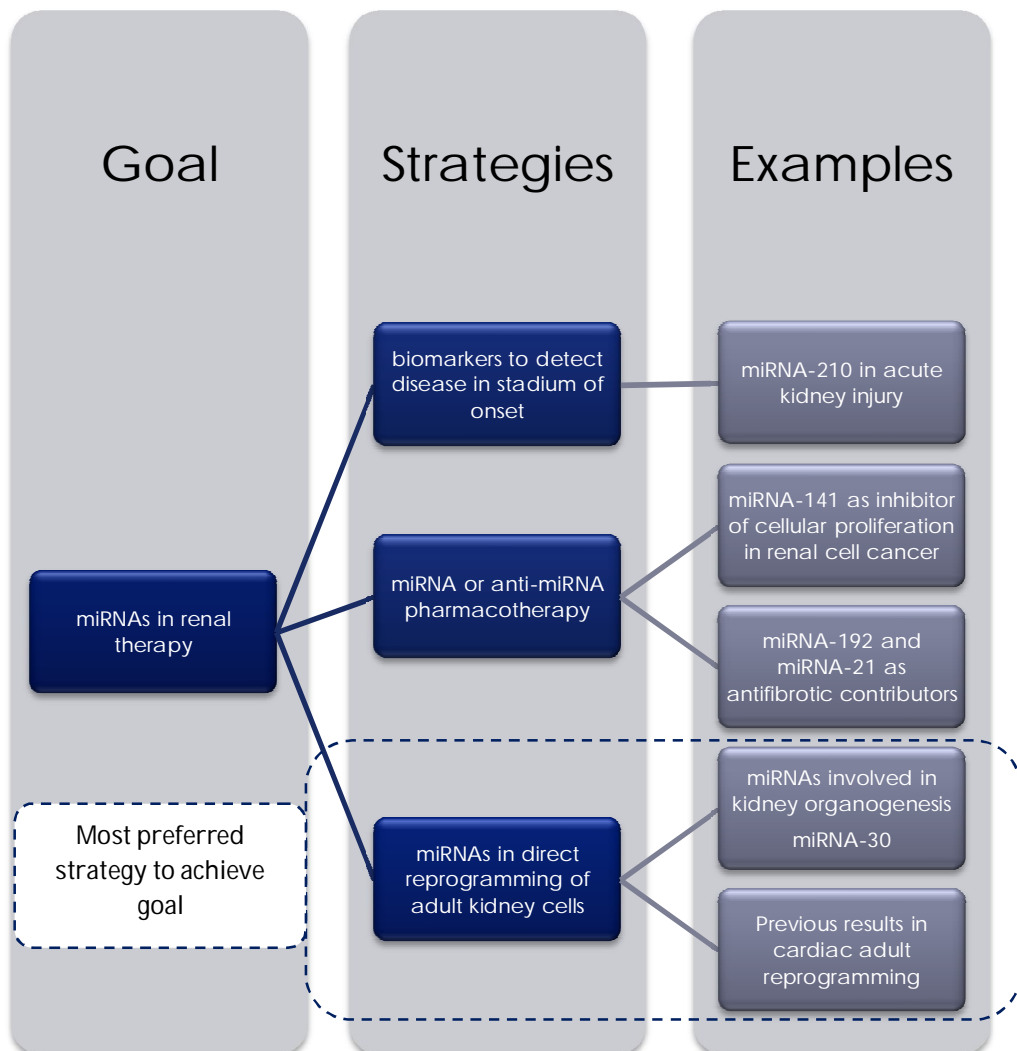 Goal
Strategies
Examples
biomarkers to detect
disease in stadium of
onset
miRNA-210 in acute
kidney injury
miRNA-141 as inhibitor
of cellular proliferation
in renal cell cancer
miRNAs in renal
therapy
miRNA or anti-miRNA
pharmacotherapy
miRNA-192 and
miRNA-21 as
antifibrotic contributors
Most preferred
strategy to achieve
goal
miRNAs in direct
reprogramming of
adult kidney cells
miRNAs involved in
kidney organogenesis
miRNA-30
Previous results in
cardiac adult
reprogramming